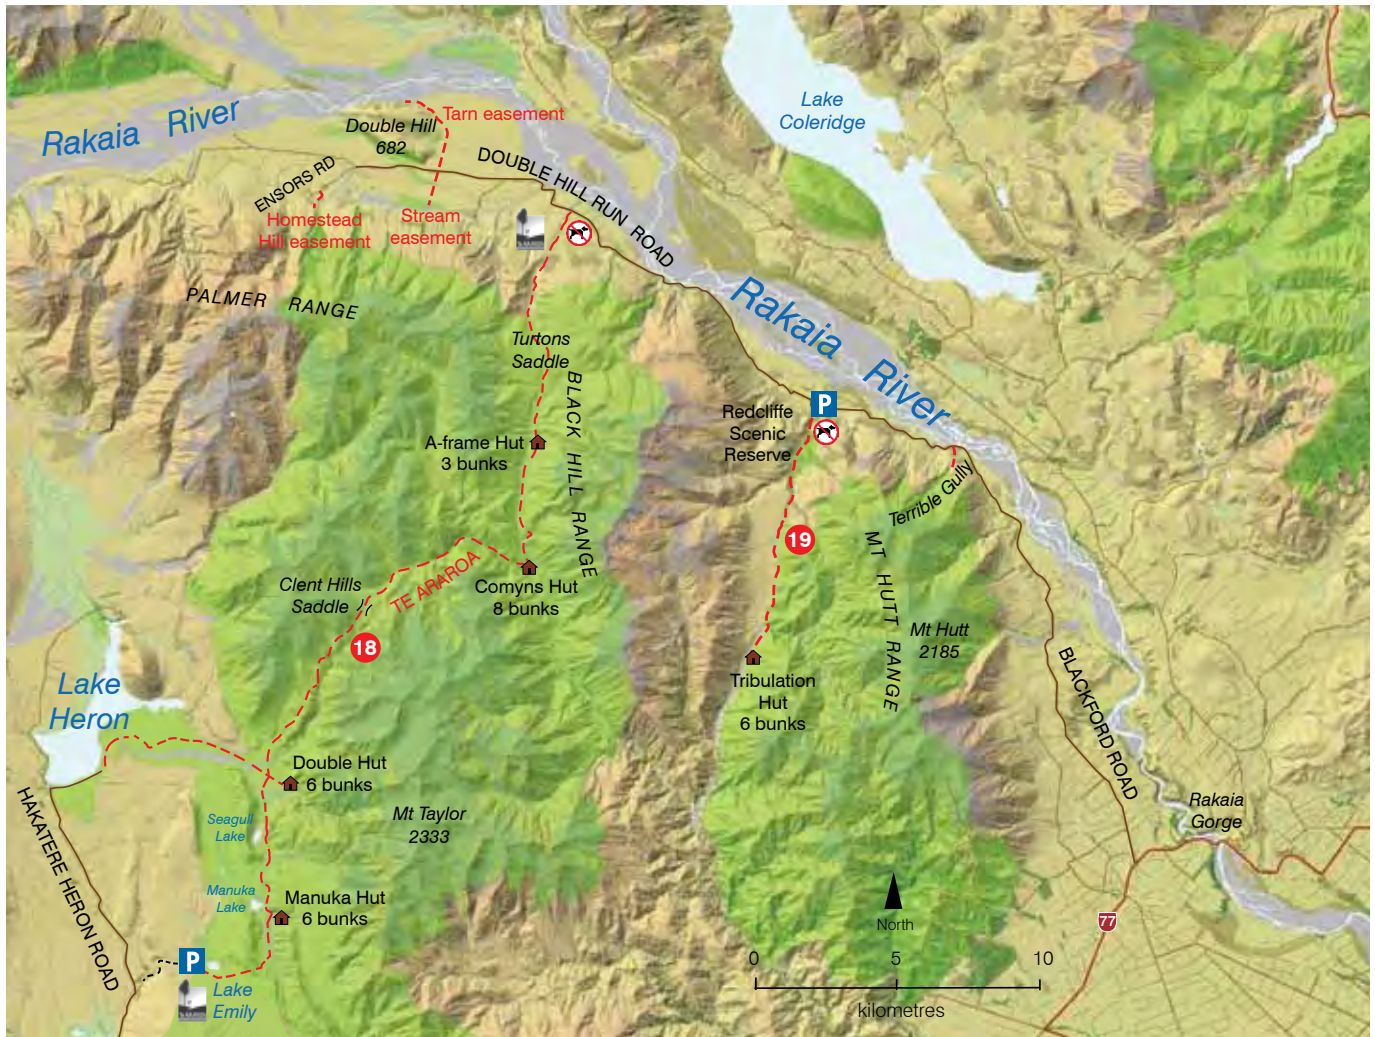 Rakaia River
Lake
Coleridge
Tarn easement
Double Hill
682
DOUBLE HILL RUN ROAD
ENSORS RD
Homestead
Hill easement
Stream
easement
PALMER RANGE
Rakaia River
Turtons
Saddle
BLACK HILL RANGE
P
Redcliffe
Scenic
Reserve
A-frame Hut
3 bunks
Terrible Gully
19
MT HUTT RANGE
Clent Hills
Saddle
TE ARAROA
Comyns Hut
8 bunks
18
Mt Hutt
2185
Tribulation
Hut
6 bunks
BLACKFORD ROAD
Lake
Heron
Double Hut
6 bunks
HAKATERE HERON ROAD
Seagull
Lake
Mt Taylor
2333
Rakaia
Gorge
Manuka
Lake
Manuka Hut
6 bunks
North
77
P
Lake
Emily
0 5 10
kilometres